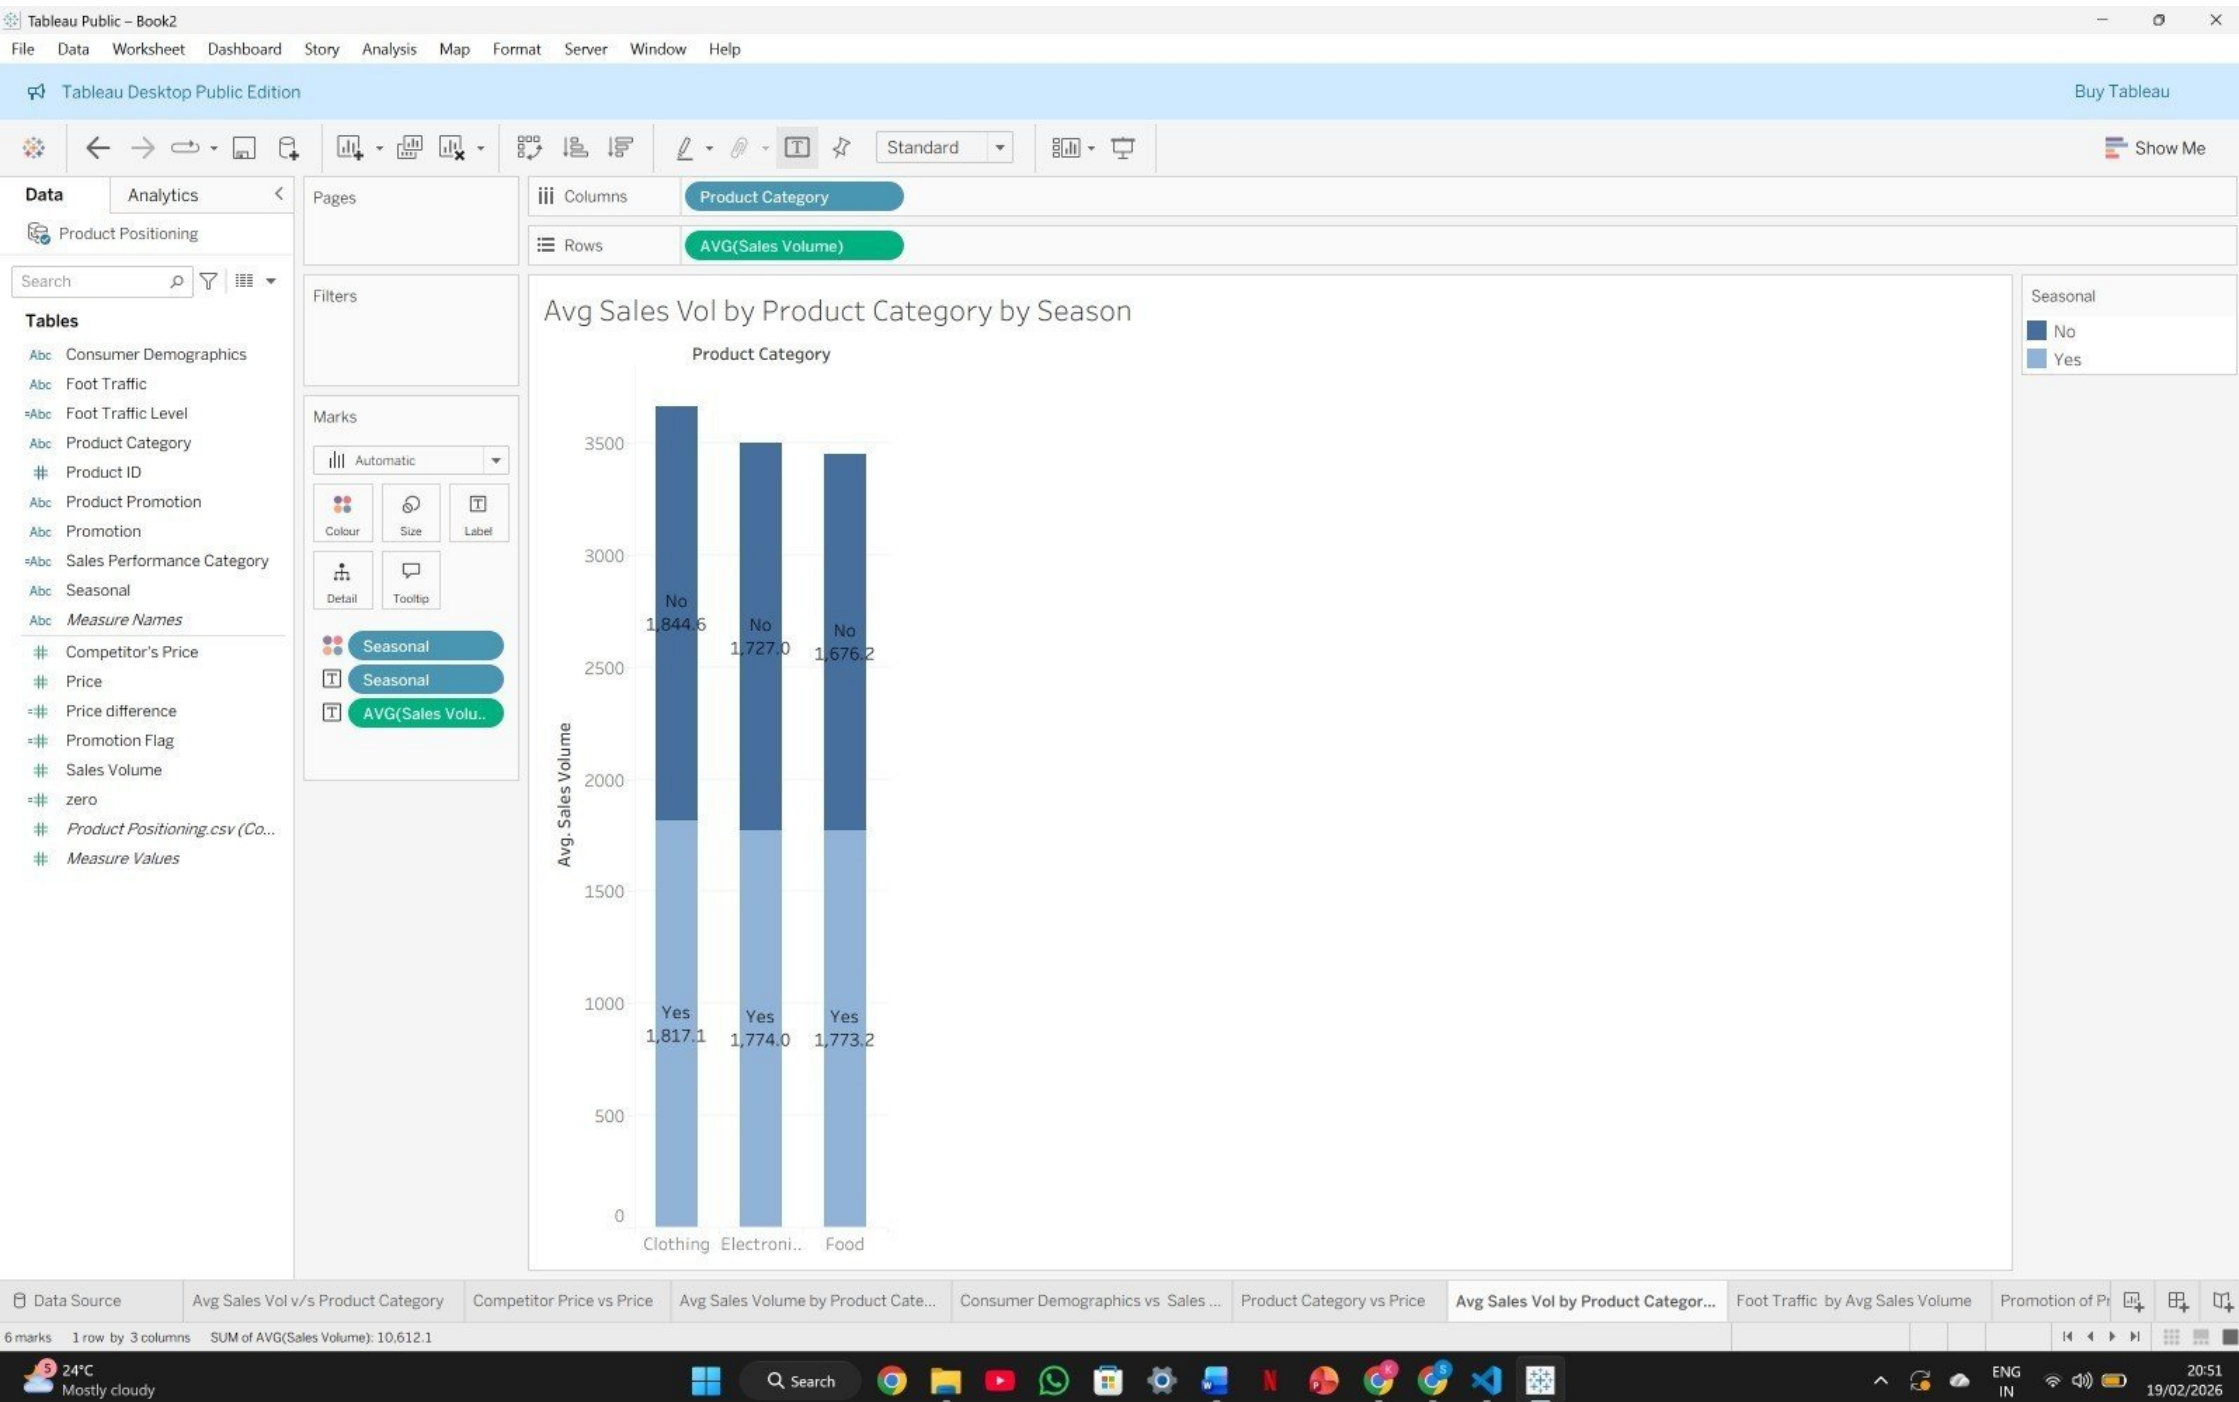 Tableau Public – Book2
File Data Worksheet Dashboard Story Analysis Map Format Server Window Help
Tableau Desktop Public Edition
Buy Tableau
Standard
Show Me
Data Analytics
Product Positioning
Search
Tables
Abc Consumer Demographics
Abc Foot Traffic
=Abc Foot Traffic Level
Abc Product Category
# Product ID
Abc Product Promotion
Abc Promotion
=Abc Sales Performance Category
Abc Seasonal
Abc Measure Names
# Competitor's Price
# Price
=# Price difference
=# Promotion Flag
# Sales Volume
=# zero
# Product Positioning.csv (Co...
# Measure Values
Pages
Filters
Marks
Automatic
Colour Size Label
Detail Tooltip
Seasonal
T Seasonal
T AVG(Sales Volu..
Columns
Product Category
Rows
AVG(Sales Volume)
Avg Sales Vol by Product Category by Season
Product Category
Avg. Sales Volume
3500
3000
2500
2000
1500
1000
500
0
No
1,844.6
No
1,727.0
No
1,676.2
Yes
1,817.1
Yes
1,774.0
Yes
1,773.2
Clothing Electroni.. Food
Seasonal
No
Yes
Data Source Avg Sales Vol v/s Product Category Competitor Price vs Price Avg Sales Volume by Product Cate... Consumer Demographics vs Sales ... Product Category vs Price Avg Sales Vol by Product Categor... Foot Traffic by Avg Sales Volume Promotion of Pr
6 marks 1 row by 3 columns SUM of AVG(Sales Volume): 10,612.1
5
24°C
Mostly cloudy
Search
ENG
IN
20:51
19/02/2026